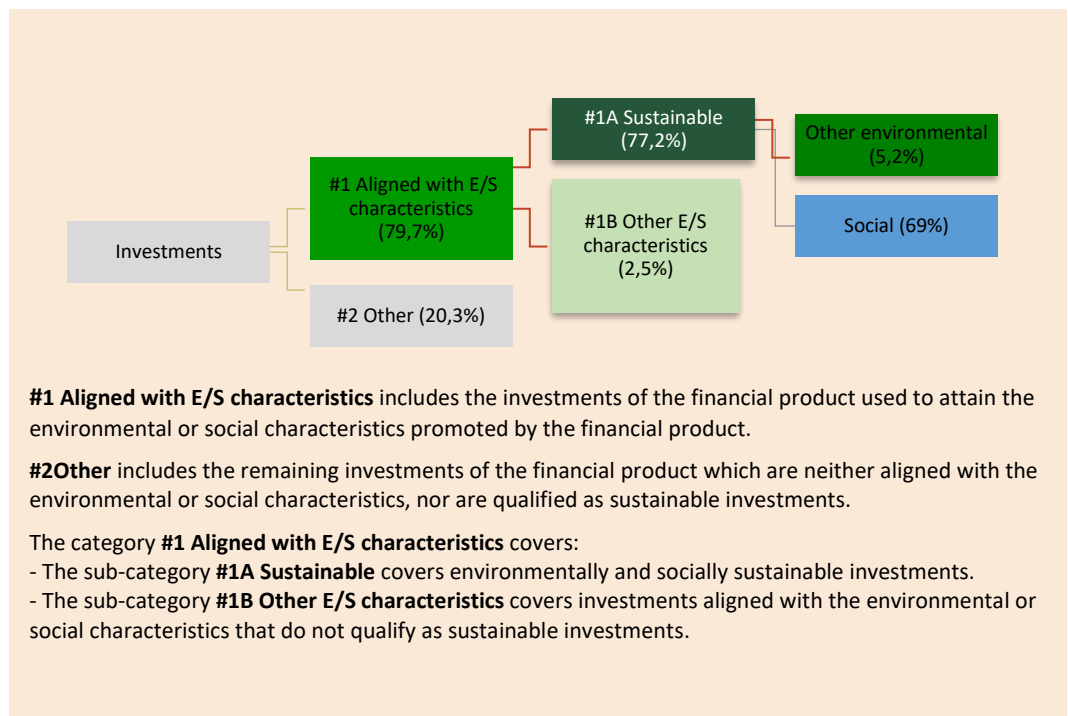 #1A Sustainable
(77,2%)
Other environmental
(5,2%)
#1 Aligned with E/S
characteristics
(79,7%)
#1B Other E/S
characteristics
(2,5%)
Social (69%)
Investments
#2 Other (20,3%)
#1 Aligned with E/S characteristics includes the investments of the financial product used to attain the
environmental or social characteristics promoted by the financial product.
#2Other includes the remaining investments of the financial product which are neither aligned with the
environmental or social characteristics, nor are qualified as sustainable investments.
The category #1 Aligned with E/S characteristics covers:
- The sub-category #1A Sustainable covers environmentally and socially sustainable investments.
- The sub-category #1B Other E/S characteristics covers investments aligned with the environmental or
social characteristics that do not qualify as sustainable investments.